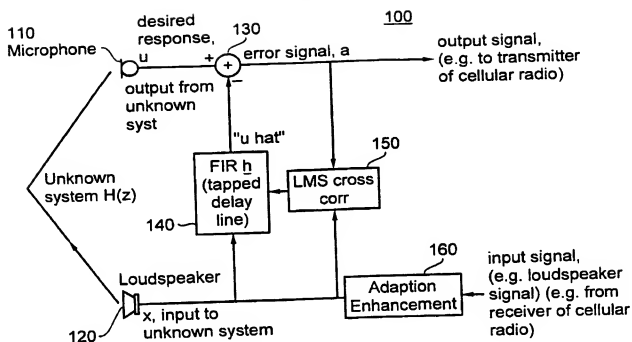 100
110
Microphone
desired
response,
u
+
130
+
−
error signal, a
output signal,
(e.g. to transmitter
of cellular radio)
output from
unknown
syst
"u hat"
150
Unknown
system H(z)
FIR h
(tapped
delay
line)
140
LMS cross
corr
160
Loudspeaker
120
x, input to
unknown system
Adaption
Enhancement
input signal,
(e.g. loudspeaker
signal) (e.g. from
receiver of cellular
radio)